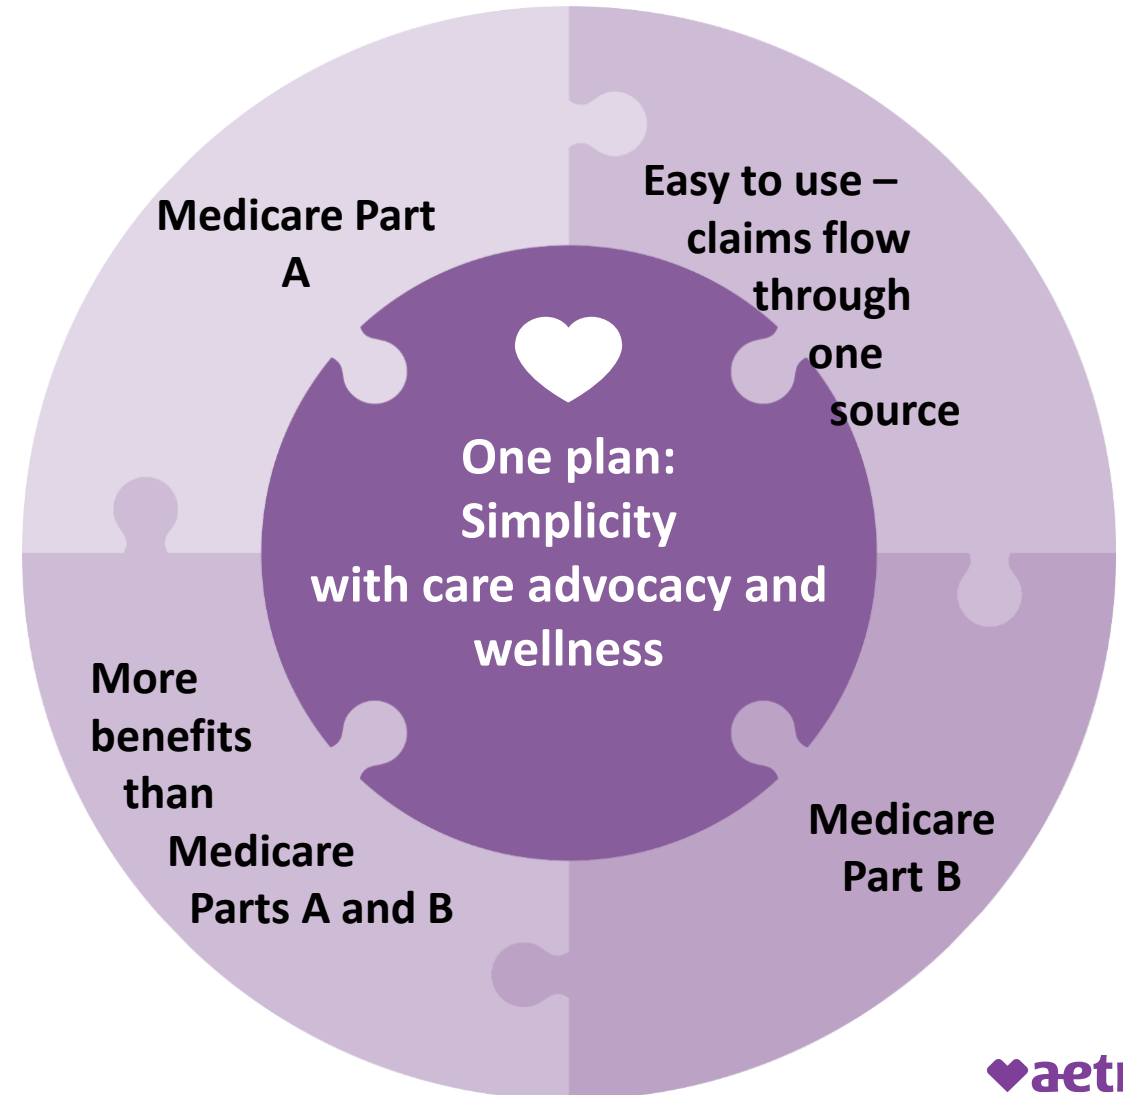 Medicare Part
A
Easy to use –
claims flow
through
one
source
One plan:
Simplicity
with care advocacy and
wellness
More
benefits
than
Medicare
Parts A and B
Medicare
Part B